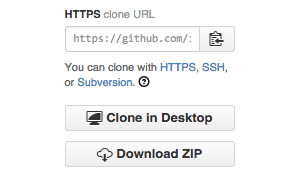 HTTPS clone URL
https://github.com/
You can clone with HTTPS, SSH,
or Subversion.
Clone in Desktop
Download ZIP